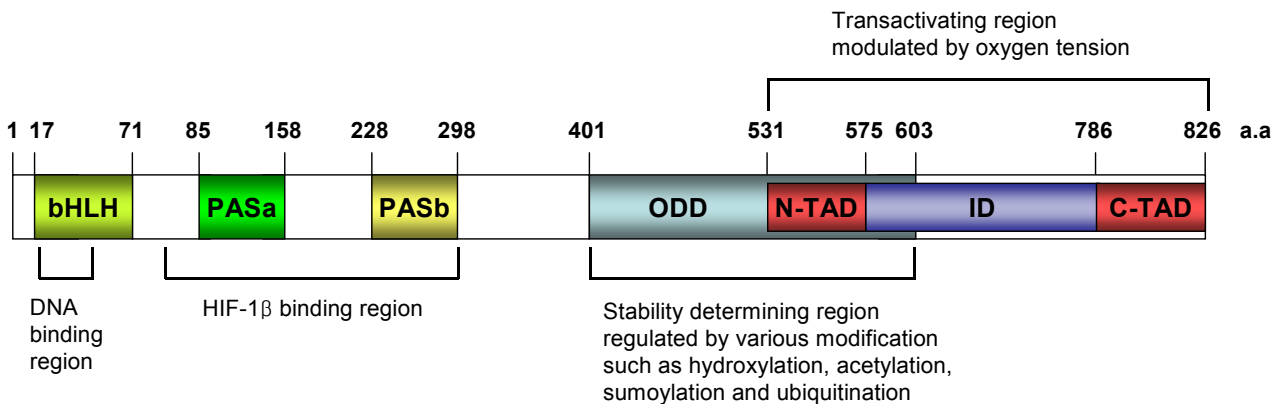 Transactivating region
modulated by oxygen tension
1 17 71 85 158 228 298 401 531 575 603 786 826 a.a
bHLH PASa PASb ODD N-TAD ID C-TAD
DNA
binding
region
HIF-1β binding region
Stability determining region
regulated by various modification
such as hydroxylation, acetylation,
sumoylation and ubiquitination